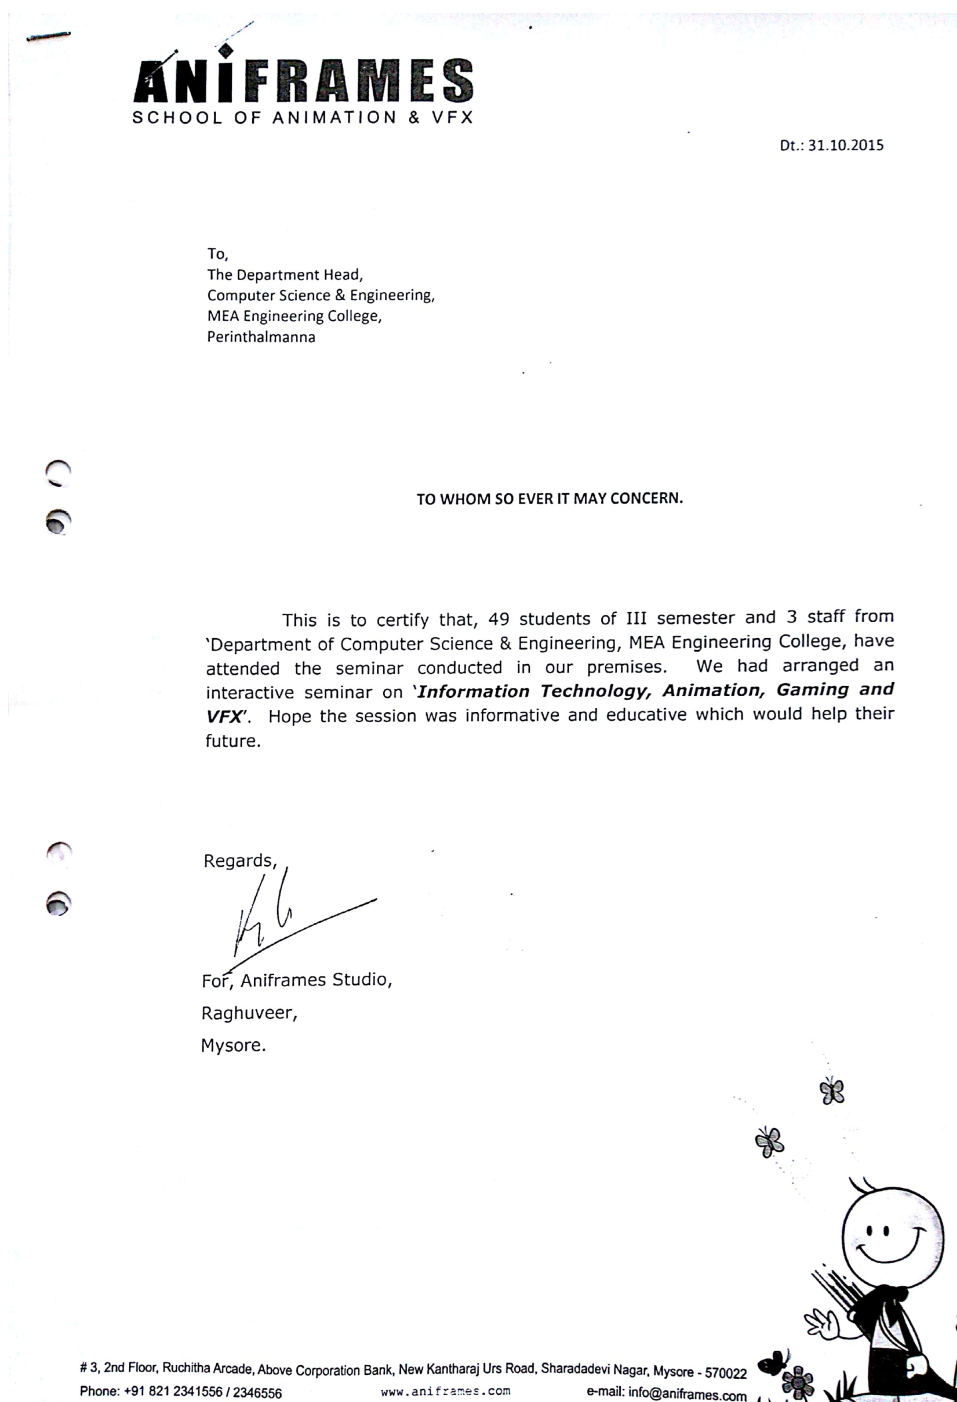 ANiFRAMES
SCHOOL OF ANIMATION & VFX
Dt.: 31.10.2015
To,
The Department Head,
Computer Science & Engineering,
MEA Engineering College,
Perinthalmanna
TO WHOM SO EVER IT MAY CONCERN.
This is to certify that, 49 students of III semester and 3 staff from
'Department of Computer Science & Engineering, MEA Engineering College, have
attended the seminar conducted in our premises. We had arranged an
interactive seminar on 'Information Technology, Animation, Gaming and
VFX'. Hope the session was informative and educative which would help their
future.
Regards,
For, Aniframes Studio,
Raghuveer,
Mysore.
# 3, 2nd Floor, Ruchitha Arcade, Above Corporation Bank, New Kantharaj Urs Road, Sharadadevi Nagar, Mysore - 570022
Phone: +91 821 2341556 / 2346556 www.aniframes.com e-mail: info@aniframes.com